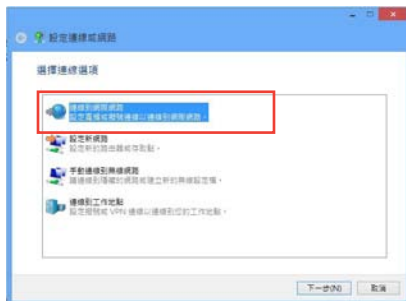 設定連線或網路
選擇連線選項
連線到網際網路
設定寬頻或撥號連線以連線到網際網路。
設定新網路
設定新的路由器或存取點。
手動連線到無線網路
連線到隱藏的網路或建立新的無線設定檔。
連線到工作地點
設定撥號或 VPN 連線以連線到您的工作地點。
下一步(N)
取消